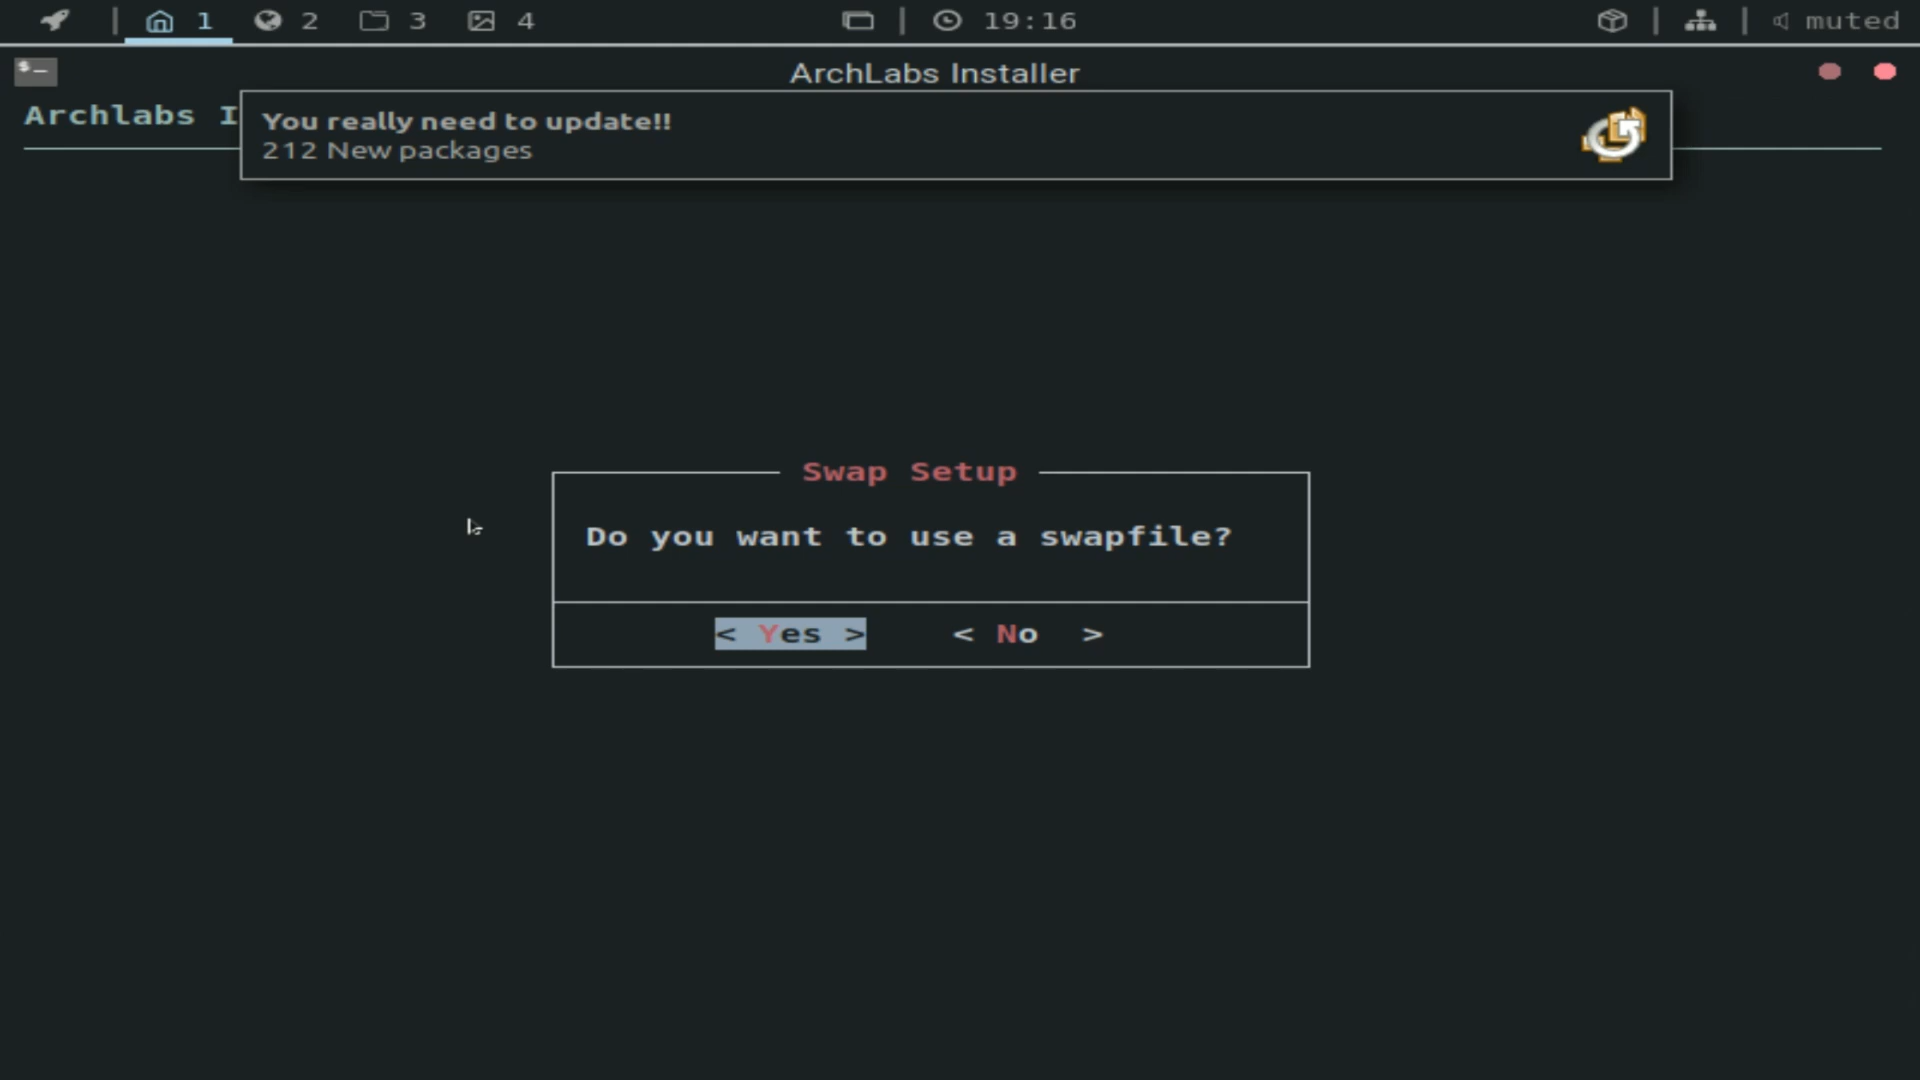 1 2 3 4 19:16 muted
ArchLabs Installer
Archlabs I
You really need to update!!
212 New packages
Swap Setup
Do you want to use a swapfile?
< Yes > < No >